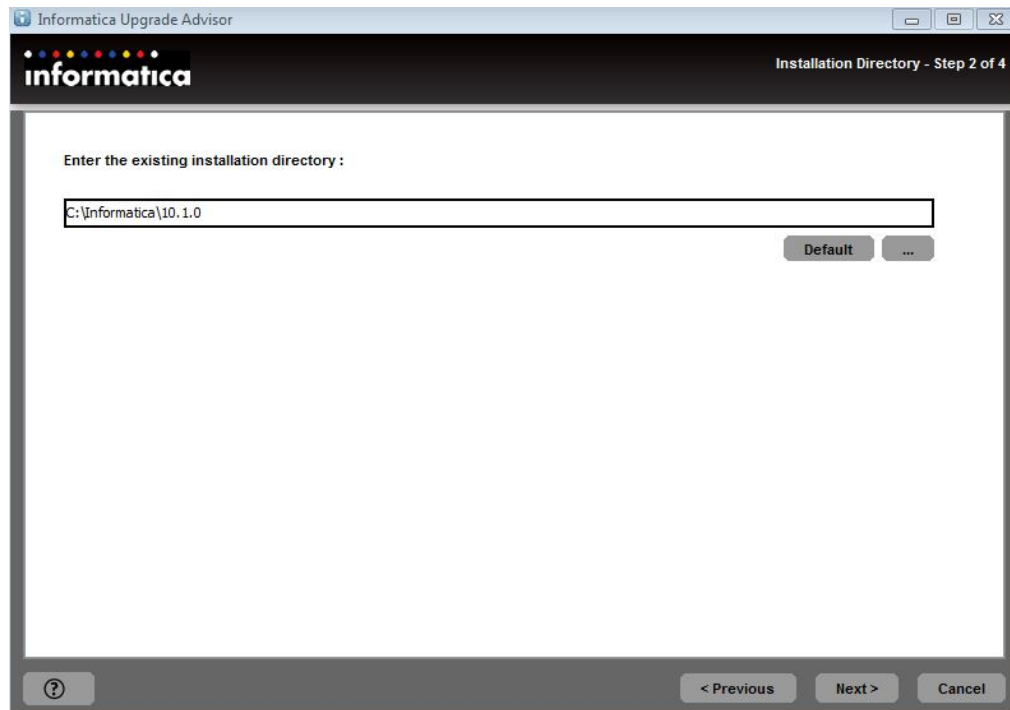 Informatica Upgrade Advisor
informatica
Installation Directory - Step 2 of 4
Enter the existing installation directory :
C:\Informatica\10.1.0
Default ...
?
< Previous Next > Cancel